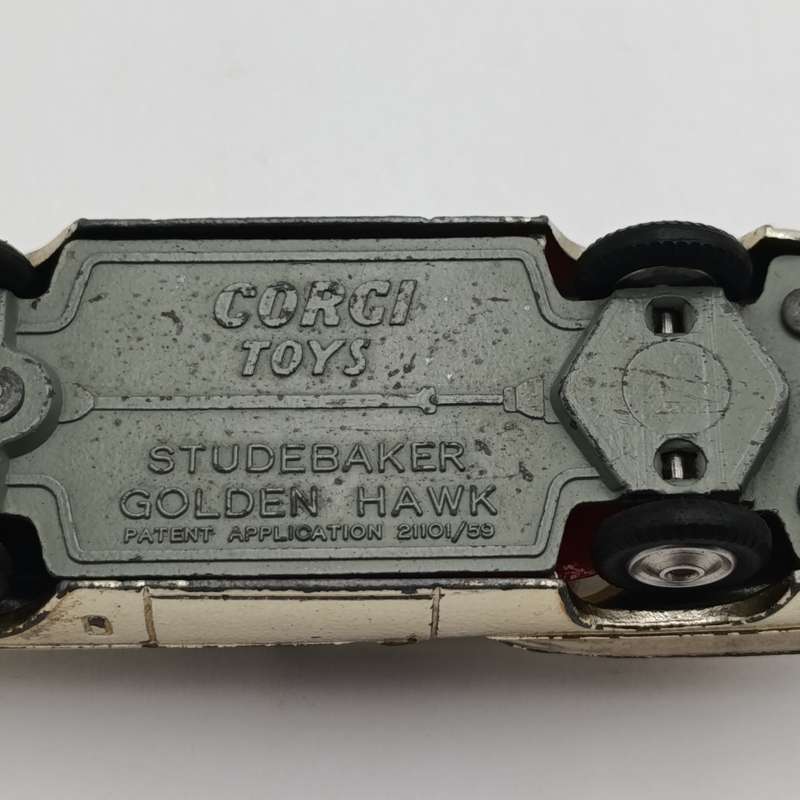 CORGI
TOYS
STUDEBAKER
GOLDEN HAWK
PATENT APPLICATION 21101/59